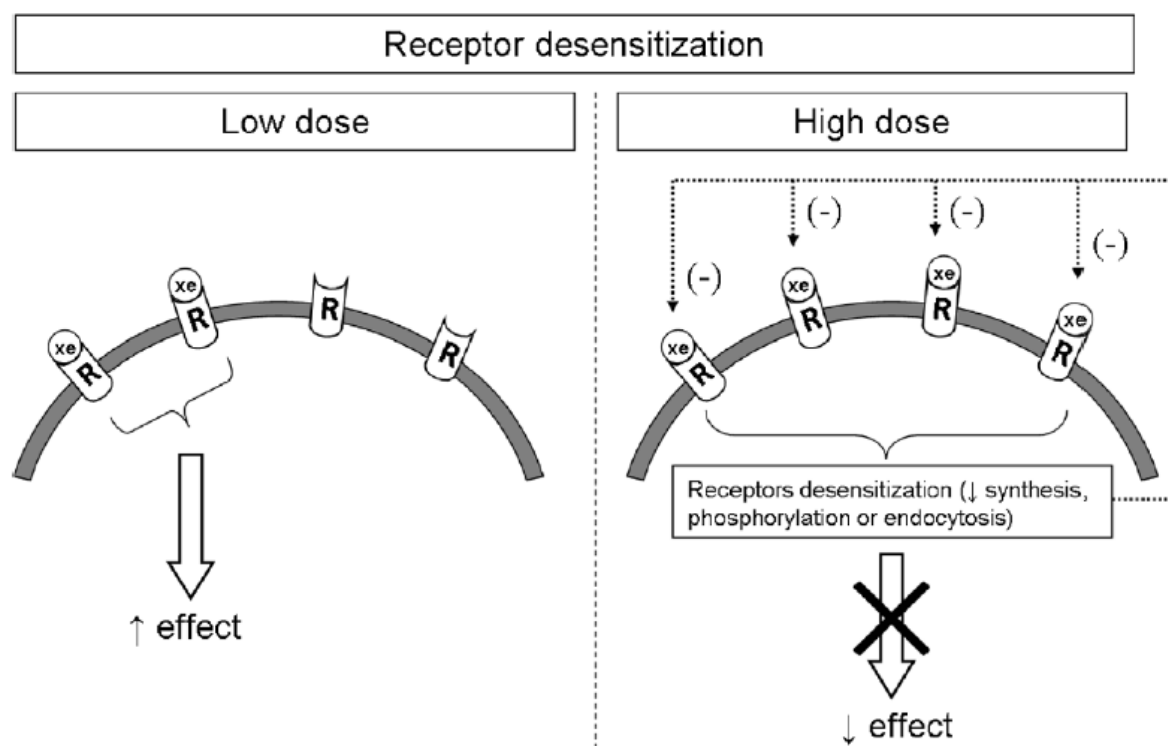 Receptor desensitization
Low dose
High dose
(-)
(-)
(-)
(-)
xe
R
xe
R
R
R
xe
R
xe
R
xe
R
xe
R
Receptors desensitization (↓ synthesis,
phosphorylation or endocytosis)
↑ effect
↓ effect